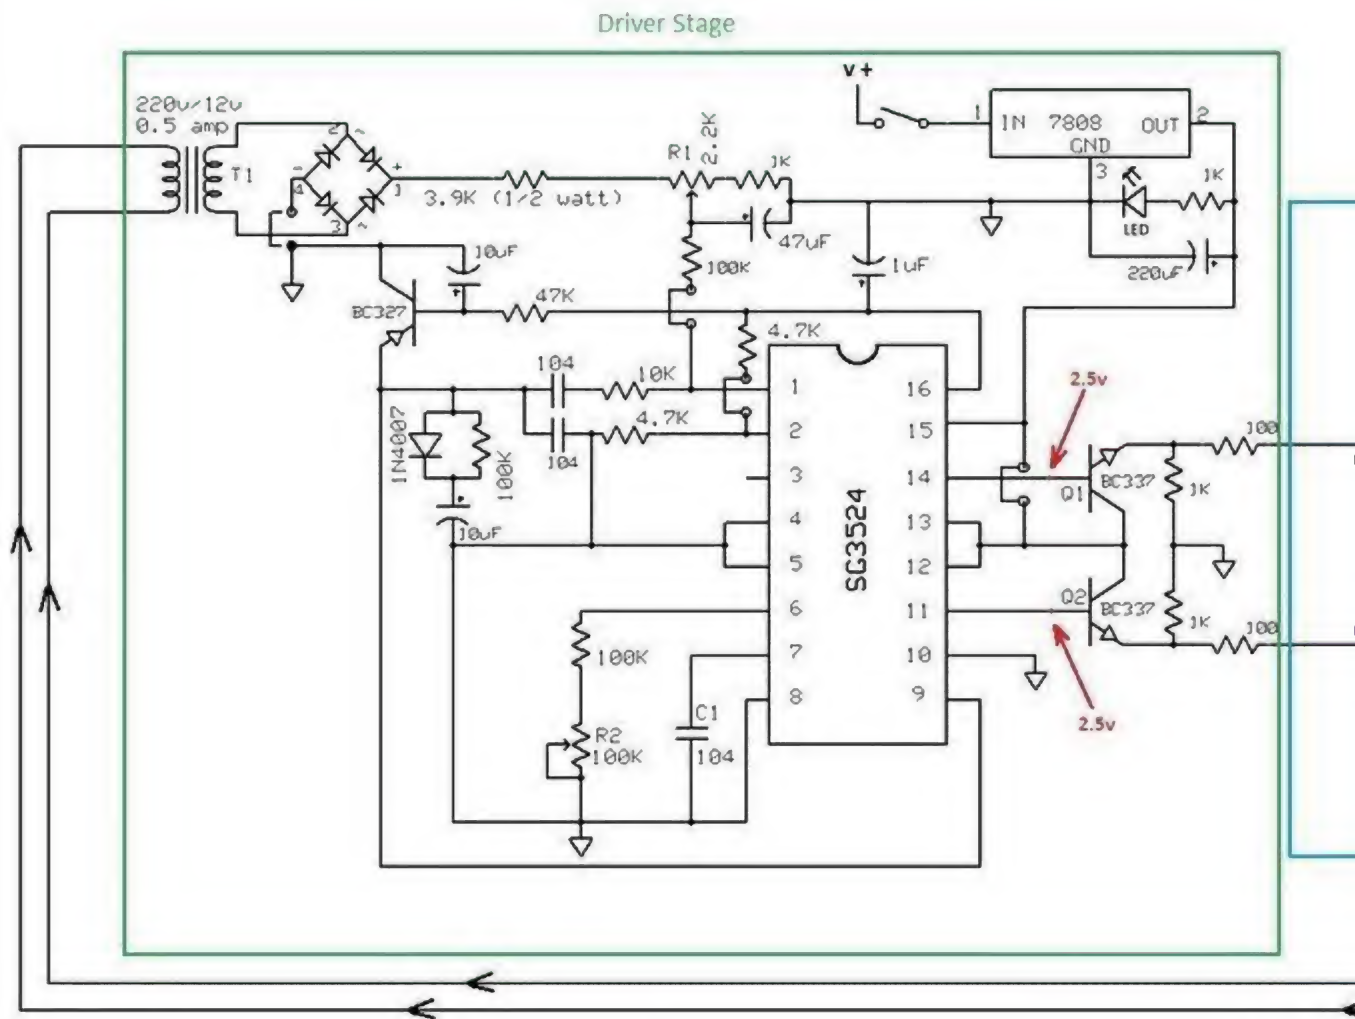 Driver Stage
220v/12v
0.5 amp
T1
2
~
-
4
+
1
3
~
3.9K (1/2 watt)
R1
2.2K
1K
47uF
100K
1uF
V+
1
IN 7808 OUT
GND
2
3
LED
1K
220uF
10uF
BC327
47K
4.7K
104
10K
104
4.7K
1N4007
100K
10uF
1
2
3
4
5
6
7
8
SG3524
16
15
14
13
12
11
10
9
2.5v
Q1
BC337
100
1K
Q2
BC337
1K
100
2.5v
100K
R2
100K
C1
104